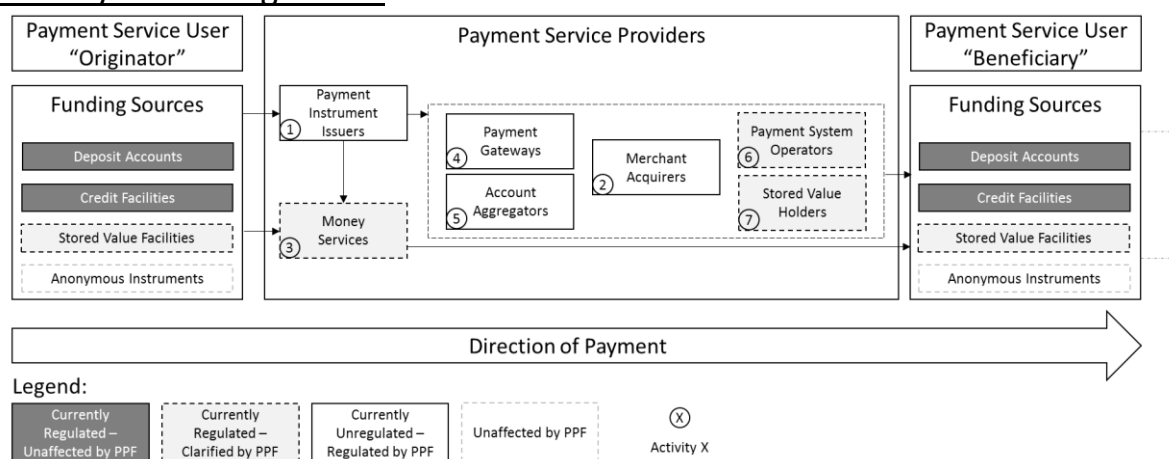 Payment Service User
“Originator”
Payment Service Providers
Payment Service User
“Beneficiary”
Funding Sources
Deposit Accounts
Credit Facilities
Stored Value Facilities
Anonymous Instruments
Payment
Instrument
Issuers
1
Money
Services
3
Payment
Gateways
4
Account
Aggregators
5
Merchant
Acquirers
2
Payment System
Operators
6
Stored Value
Holders
7
Funding Sources
Deposit Accounts
Credit Facilities
Stored Value Facilities
Anonymous Instruments
Direction of Payment
Legend:
Currently
Regulated –
Unaffected by PPF
Currently
Regulated –
Clarified by PPF
Currently
Unregulated –
Regulated by PPF
Unaffected by PPF
X
Activity X